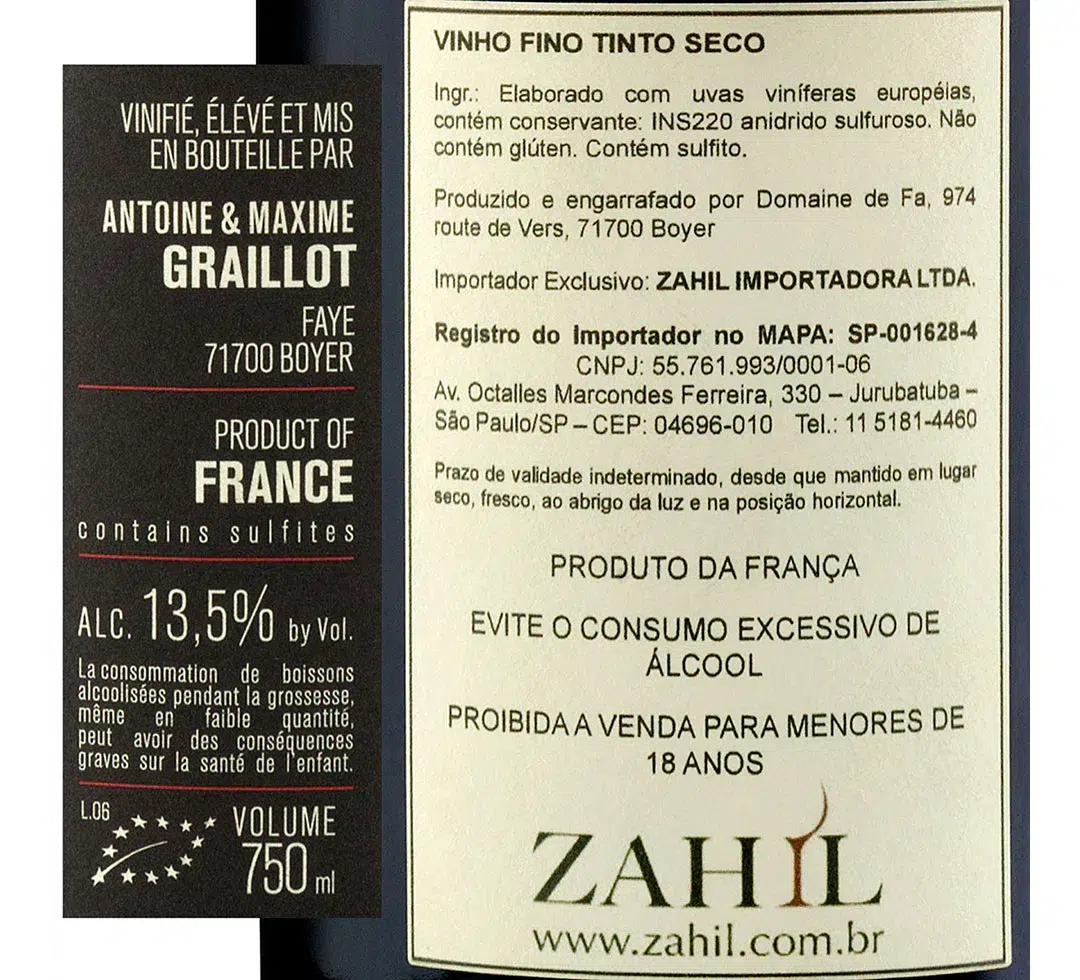 VINIFIÉ, ÉLÉVÉ ET MIS
EN BOUTEILLE PAR
ANTOINE & MAXIME
GRAILLOT
FAYE
71700 BOYER
PRODUCT OF
FRANCE
contains sulfites
ALC. 13,5% by Vol.
La consommation de boissons
alcoolisées pendant la grossesse,
même en faible quantité,
peut avoir des conséquences
graves sur la santé de l'enfant.
L.06
VOLUME
750 ml
VINHO FINO TINTO SECO
Ingr.: Elaborado com uvas viníferas européias,
contém conservante: INS220 anidrido sulfuroso. Não
contém glúten. Contém sulfito.
Produzido e engarrafado por Domaine de Fa, 974
route de Vers, 71700 Boyer
Importador Exclusivo: ZAHIL IMPORTADORA LTDA.
Registro do Importador no MAPA: SP-001628-4
CNPJ: 55.761.993/0001-06
Av. Octalles Marcondes Ferreira, 330 – Jurubatuba –
São Paulo/SP – CEP: 04696-010 Tel.: 11 5181-4460
Prazo de validade indeterminado, desde que mantido em lugar
seco, fresco, ao abrigo da luz e na posição horizontal.
PRODUTO DA FRANÇA
EVITE O CONSUMO EXCESSIVO DE
ÁLCOOL
PROIBIDA A VENDA PARA MENORES DE
18 ANOS
ZAHIL
www.zahil.com.br